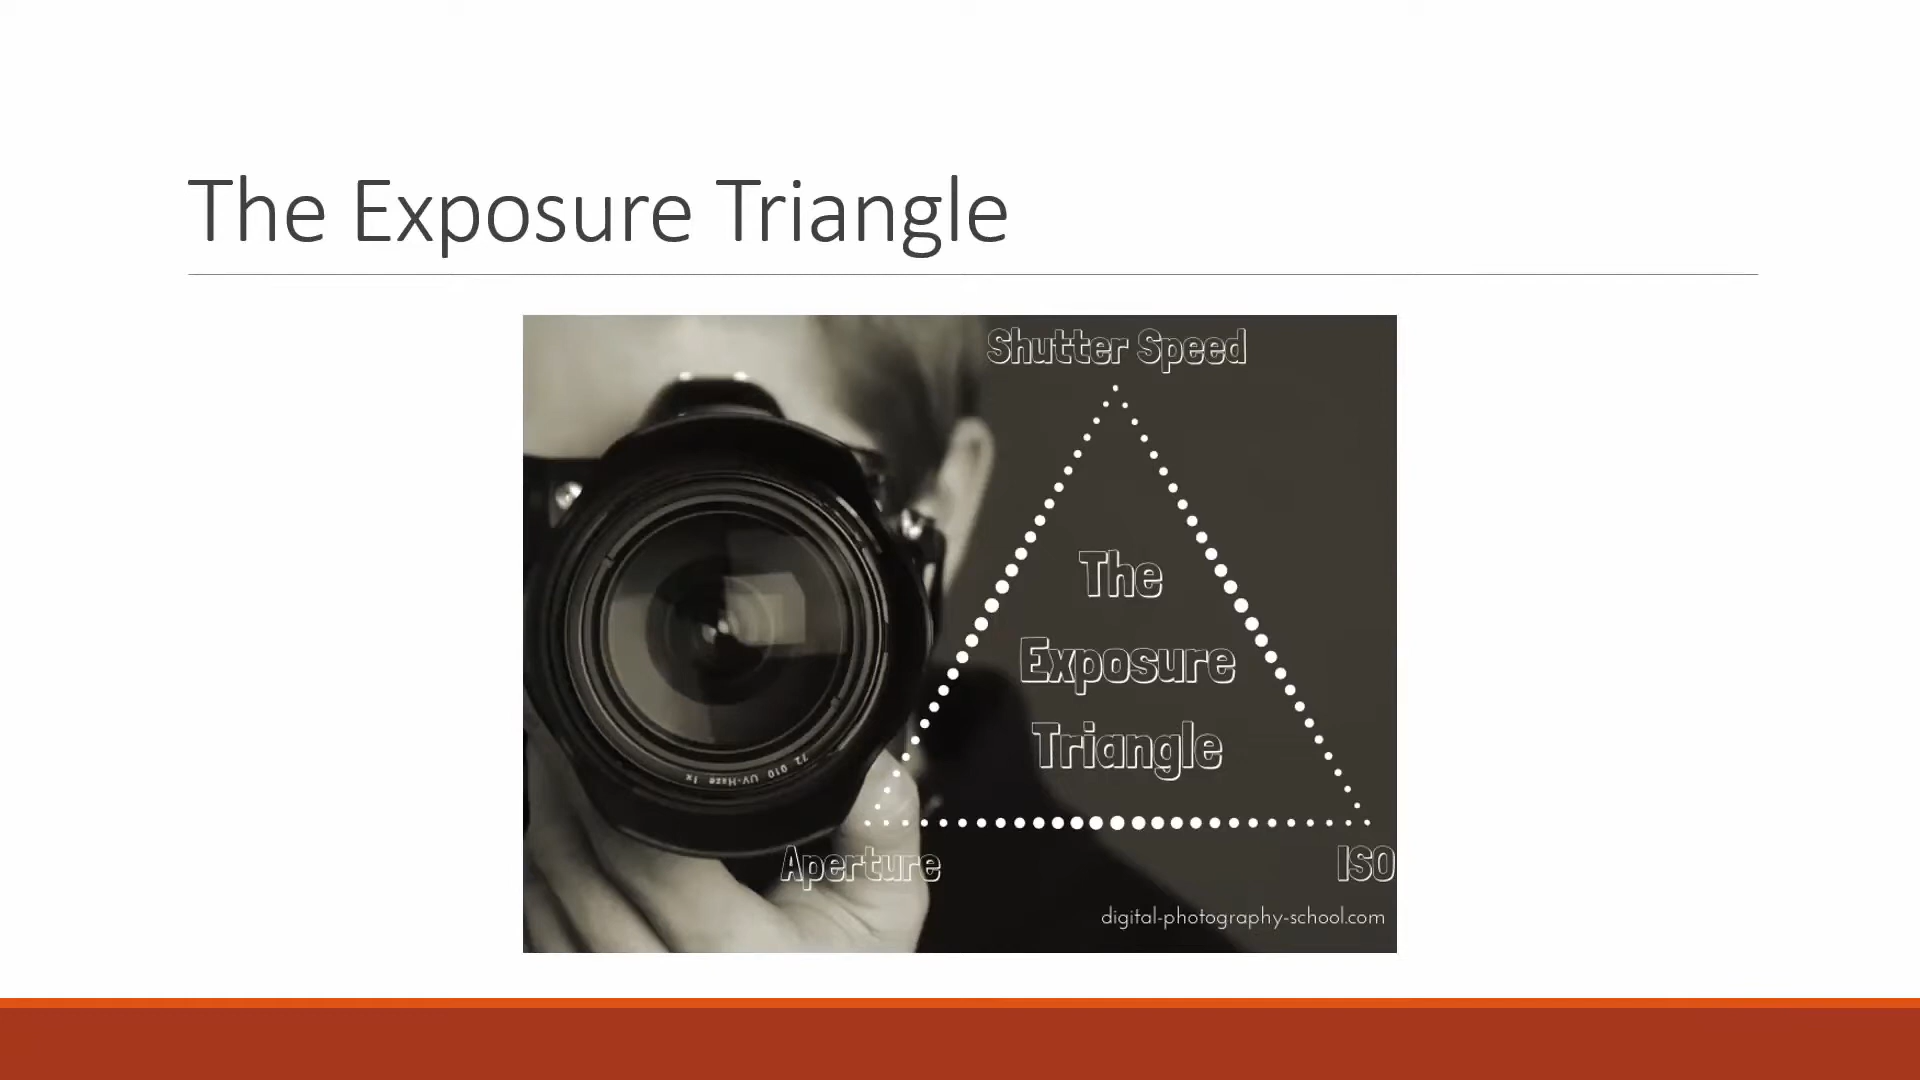 The Exposure Triangle
Shutter Speed
The
Exposure
Triangle
72 010 UV-Haze 1x
Aperture
ISO
digital-photography-school.com